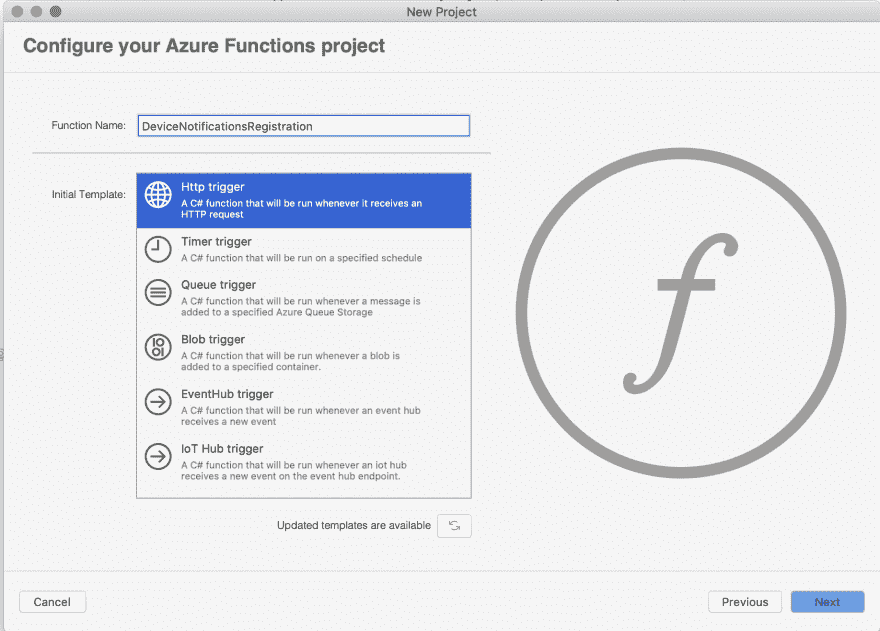 New Project
Configure your Azure Functions project
Function Name:
DeviceNotificationsRegistration
Initial Template:
Http trigger
A C# function that will be run whenever it receives an
HTTP request
Timer trigger
A C# function that will be run on a specified schedule
Queue trigger
A C# function that will be run whenever a message is
added to a specified Azure Queue Storage
Blob trigger
A C# function that will be run whenever a blob is
added to a specified container.
EventHub trigger
A C# function that will be run whenever an event hub
receives a new event
IoT Hub trigger
A C# function that will be run whenever an iot hub
receives a new event on the event hub endpoint.
Updated templates are available
Cancel
Previous
Next